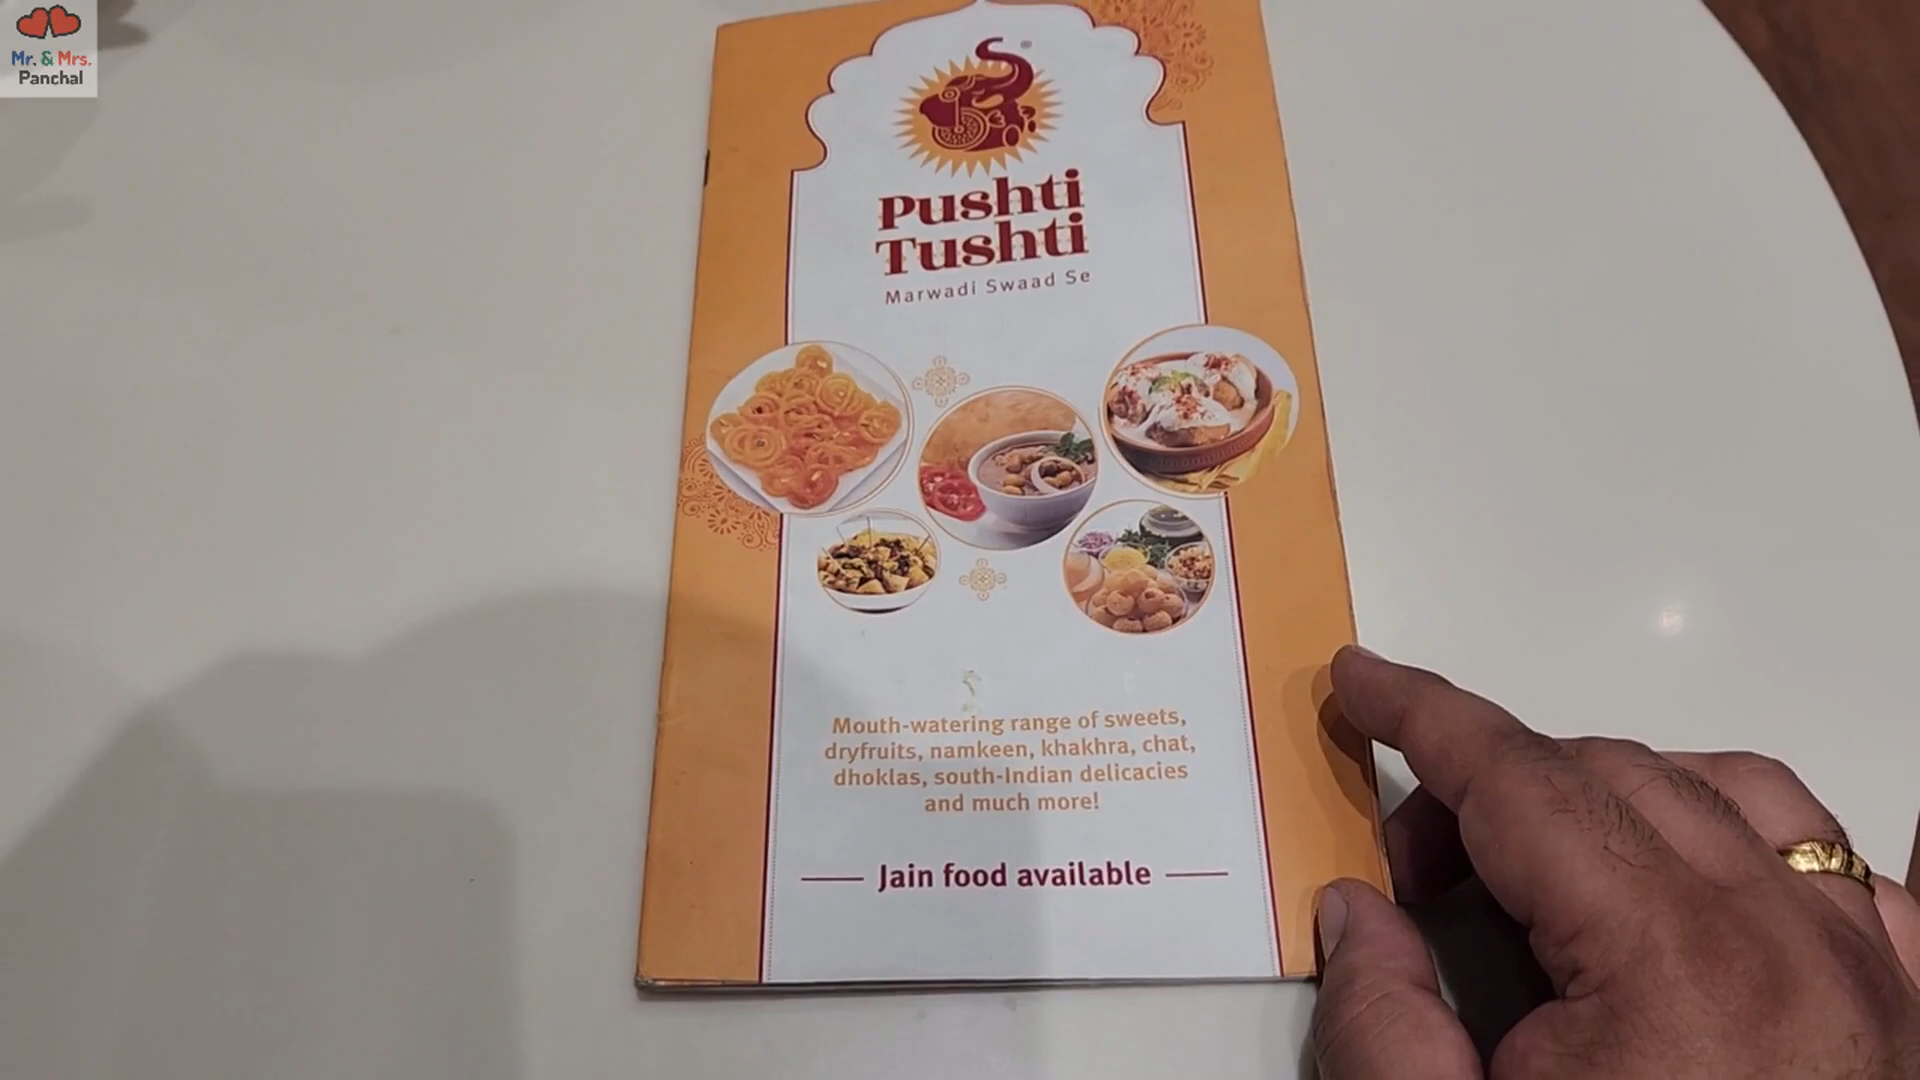 Mr. & Mrs.
Panchal
®
Pushti
Tushti
Marwadi Swaad Se
Mouth-watering range of sweets,
dryfruits, namkeen, khakhra, chat,
dhoklas, south-Indian delicacies
and much more!
Jain food available